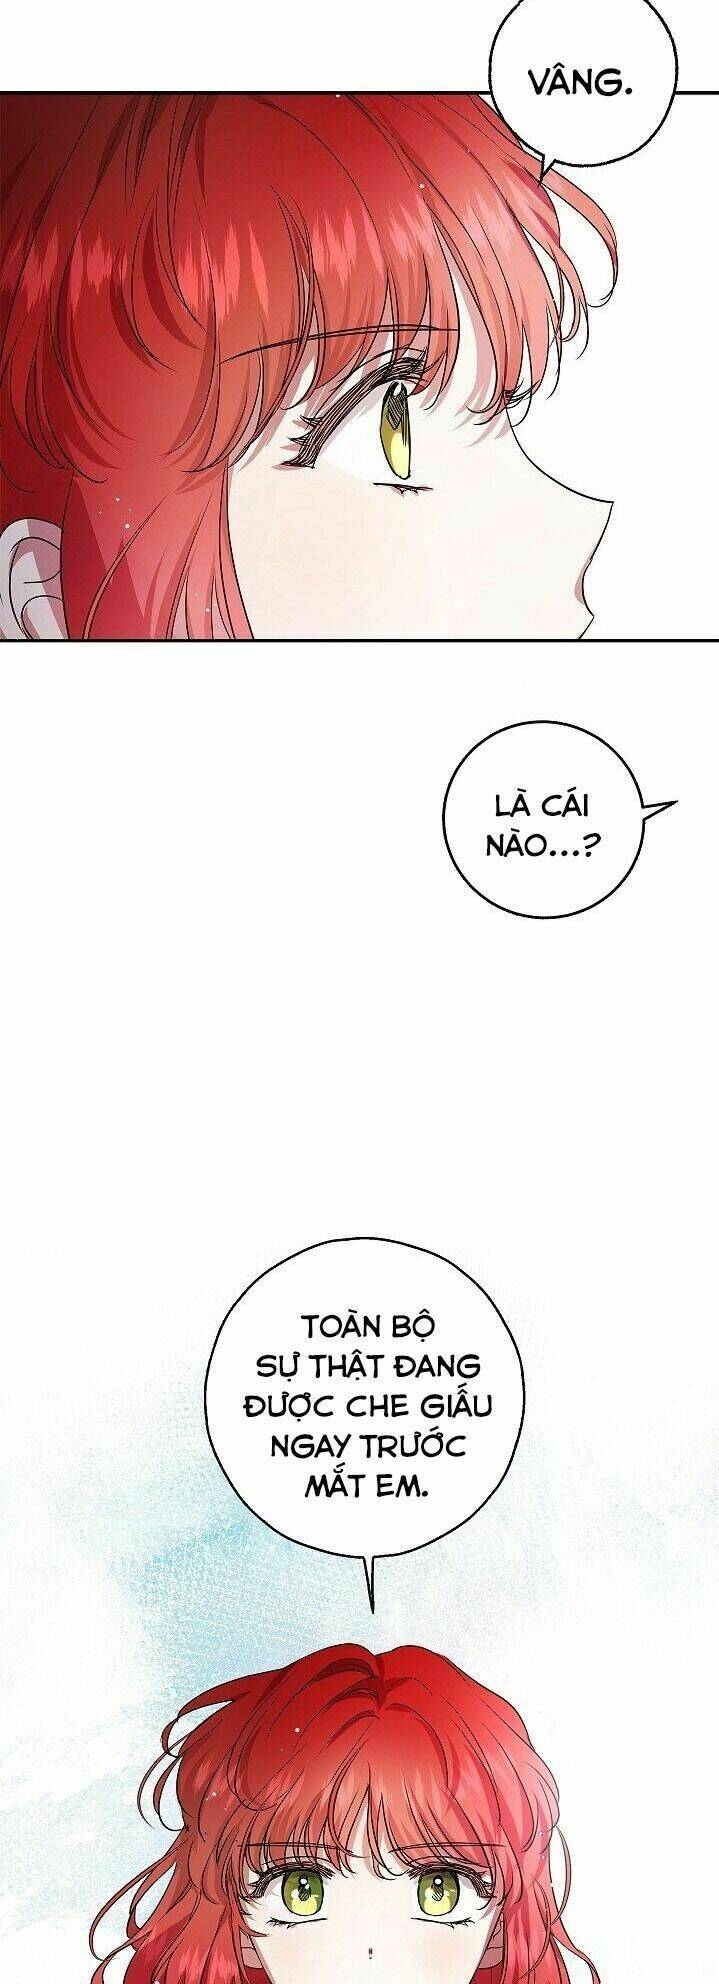 VÂNG.
LÀ CÁI
NÀO...?
TOÀN BỘ
SỰ THẬT ĐANG
ĐƯỢC CHE GIẤU
NGAY TRƯỚC
MẮT EM.